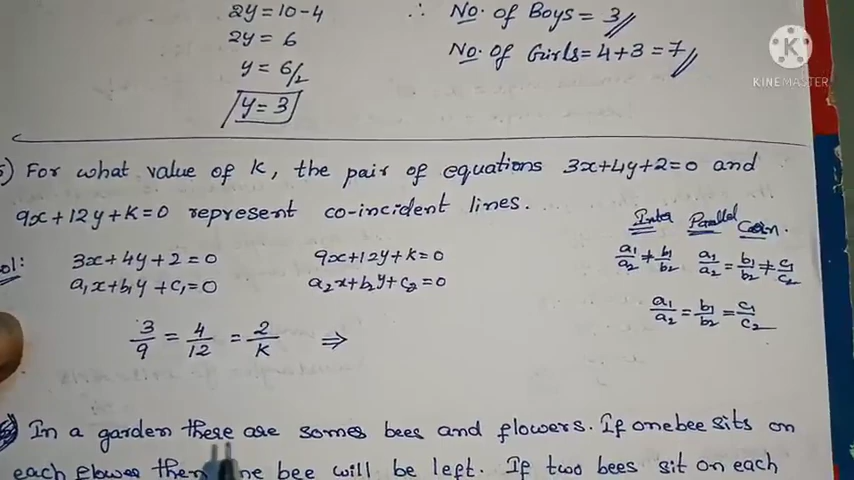 2y = 10-4
2y = 6
y = 6/2
y = 3
∴ No. of Boys = 3
No. of Girls = 4+3 = 7
KINEMASTER
5) For what value of K, the pair of equations 3x+4y+2=0 and
9x+12y+k=0 represent co-incident lines.
Sol:
3x+4y+2=0
a₁x+b₁y+c₁=0
9x+12y+k=0
a₂x+b₂y+c₂=0
3/9 = 4/12 = 2/K ⇒
Inter Parallel Coin.
a₁/a₂ ≠ b₁/b₂ a₁/a₂ = b₁/b₂ ≠ c₁/c₂
a₁/a₂ = b₁/b₂ = c₁/c₂
In a garden there are somes bees and flowers. If one bee sits on
each flower then one bee will be left. If two bees sit on each